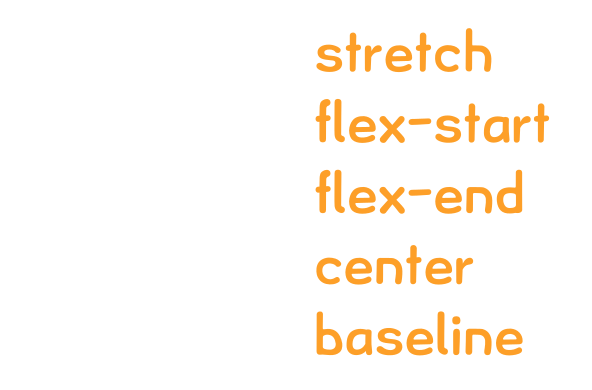 stretch
flex-start
flex-end
center
baseline